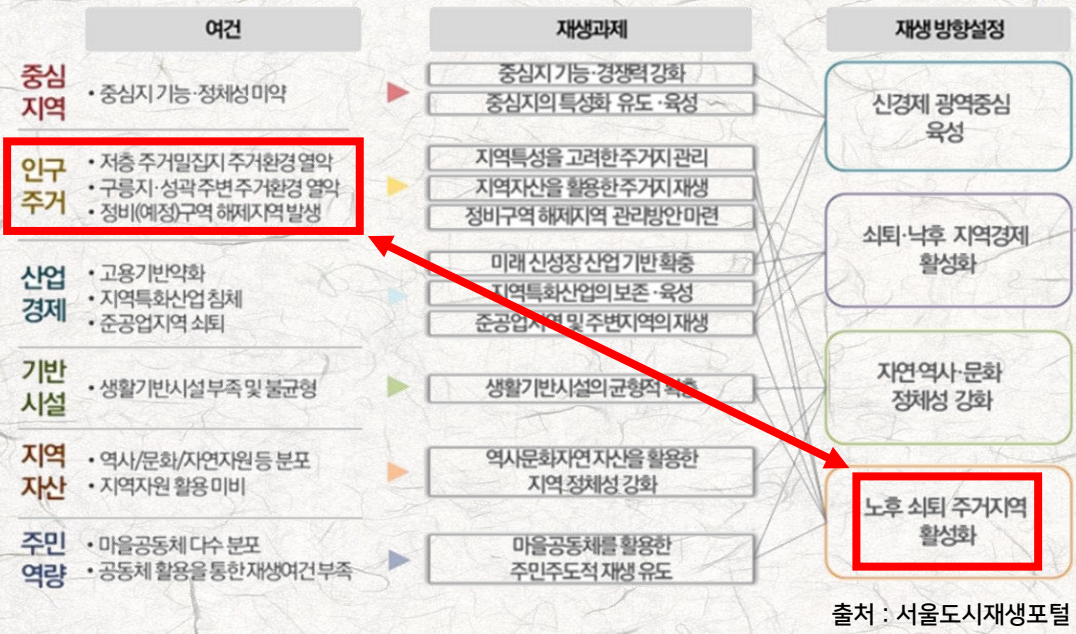 여건
재생과제
재생 방향설정
중심
지역
• 중심지 기능·정체성 미약
중심지 기능·경쟁력 강화
중심지의 특성화 유도·육성
인구
주거
• 저층 주거밀집지 주거환경 열악
• 구릉지·성곽 주변 주거환경 열악
• 정비(예정)구역 해제지역 발생
지역특성을 고려한 주거지 관리
지역자산을 활용한 주거지 재생
정비구역 해제지역 관리방안 마련
산업
경제
• 고용기반약화
• 지역특화산업 침체
• 준공업지역 쇠퇴
미래 신성장 산업 기반 확충
지역특화산업의 보존·육성
준공업지역 및 주변지역의 재생
기반
시설
• 생활기반시설 부족 및 불균형
생활기반시설의 균형적 확충
지역
자산
• 역사/문화/자연자원 등 분포
• 지역자원 활용 미비
역사문화자연 자산을 활용한
지역 정체성 강화
주민
역량
• 마을공동체 다수 분포
• 공동체 활용을 통한 재생여건 부족
마을공동체를 활용한
주민주도적 재생 유도
신경제 광역중심
육성
쇠퇴·낙후 지역경제
활성화
자연·역사·문화
정체성 강화
노후 쇠퇴 주거지역
활성화
출처 : 서울도시재생포털